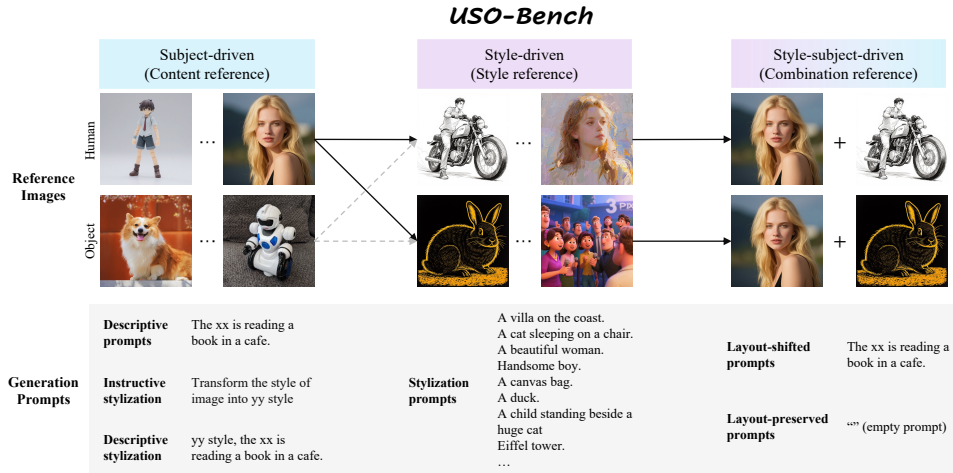 USO-Bench
Subject-driven
(Content reference)
Style-driven
(Style reference)
Style-subject-driven
(Combination reference)
Reference
Images
Human
Object
...
...
...
...
+
+
3
Generation
Prompts
Descriptive
prompts
The xx is reading a
book in a cafe.
Instructive
stylization
Transform the style of
image into yy style
Descriptive
stylization
yy style, the xx is
reading a book in a cafe.
Stylization
prompts
A villa on the coast.
A cat sleeping on a chair.
A beautiful woman.
Handsome boy.
A canvas bag.
A duck.
A child standing beside a
huge cat
Eiffel tower.
…
Layout-shifted
prompts
The xx is reading a
book in a cafe.
Layout-preserved
prompts
“” (empty prompt)